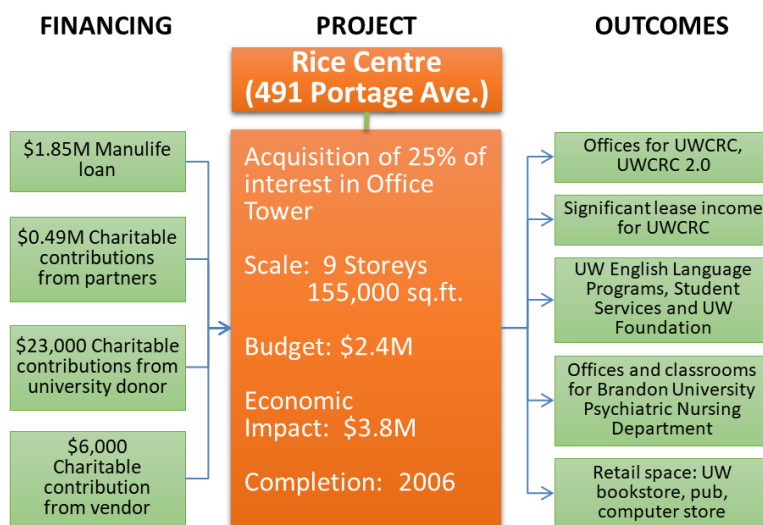 FINANCING
PROJECT
OUTCOMES
Rice Centre
(491 Portage Ave.)
$1.85M Manulife
loan
$0.49M Charitable
contributions
from partners
$23,000 Charitable
contributions from
university donor
$6,000
Charitable
contribution
from vendor
Acquisition of 25% of
interest in Office
Tower
Scale: 9 Storeys
155,000 sq.ft.
Budget: $2.4M
Economic
Impact: $3.8M
Completion: 2006
Offices for UWCRC,
UWCRC 2.0
Significant lease income
for UWCRC
UW English Language
Programs, Student
Services and UW
Foundation
Offices and classrooms
for Brandon University
Psychiatric Nursing
Department
Retail space: UW
bookstore, pub,
computer store